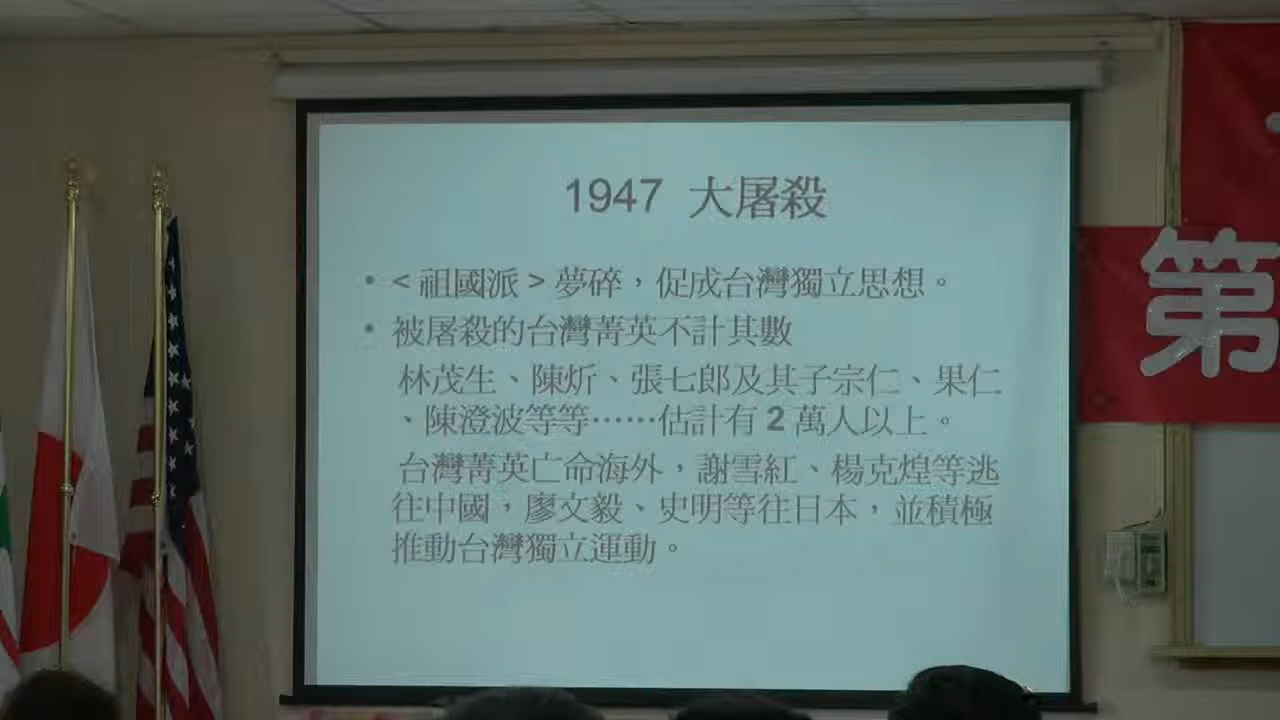 1947 大屠殺
• < 祖國派 > 夢碎，促成台灣獨立思想。
• 被屠殺的台灣菁英不計其數
林茂生、陳炘、張七郎及其子宗仁、果仁
、陳澄波等等……估計有 2 萬人以上。
台灣菁英亡命海外，謝雪紅、楊克煌等逃
往中國，廖文毅、史明等往日本，並積極
推動台灣獨立運動。
第